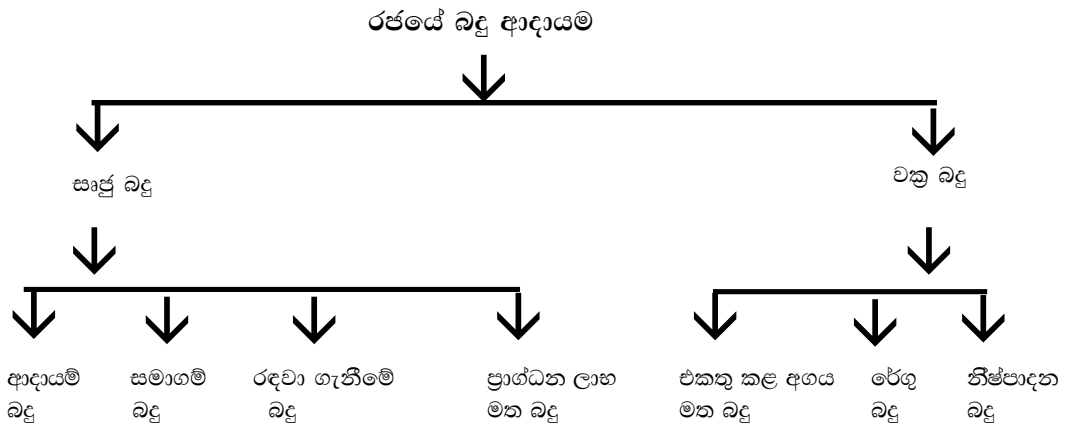 රජයේ බදු ආදායම
සෘජු බදු
වක්‍ර බදු
ආදායම්
බදු
සමාගම්
බදු
රඳවා ගැනීමේ
බදු
ප්‍රාග්ධන ලාභ
මත බදු
එකතු කළ අගය
මත බදු
රේගු
බදු
නිෂ්පාදන
බදු